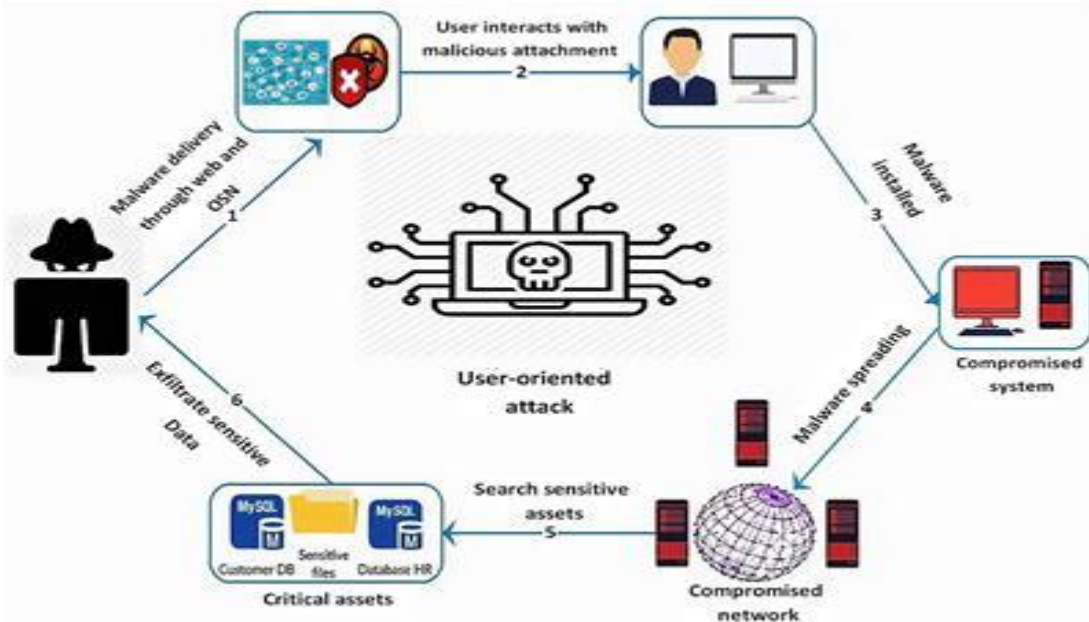 User interacts with
malicious attachment
2
Malware delivery
through web and
OSN
1
Malware
installed
3
Compromised
system
Malware spreading
4
User-oriented
attack
Exfiltrate sensitive
Data
6
Search sensitive
assets
5
MySQL
M
Customer DB
Sensitive
files
MySQL
M
Database HR
Critical assets
Compromised
network